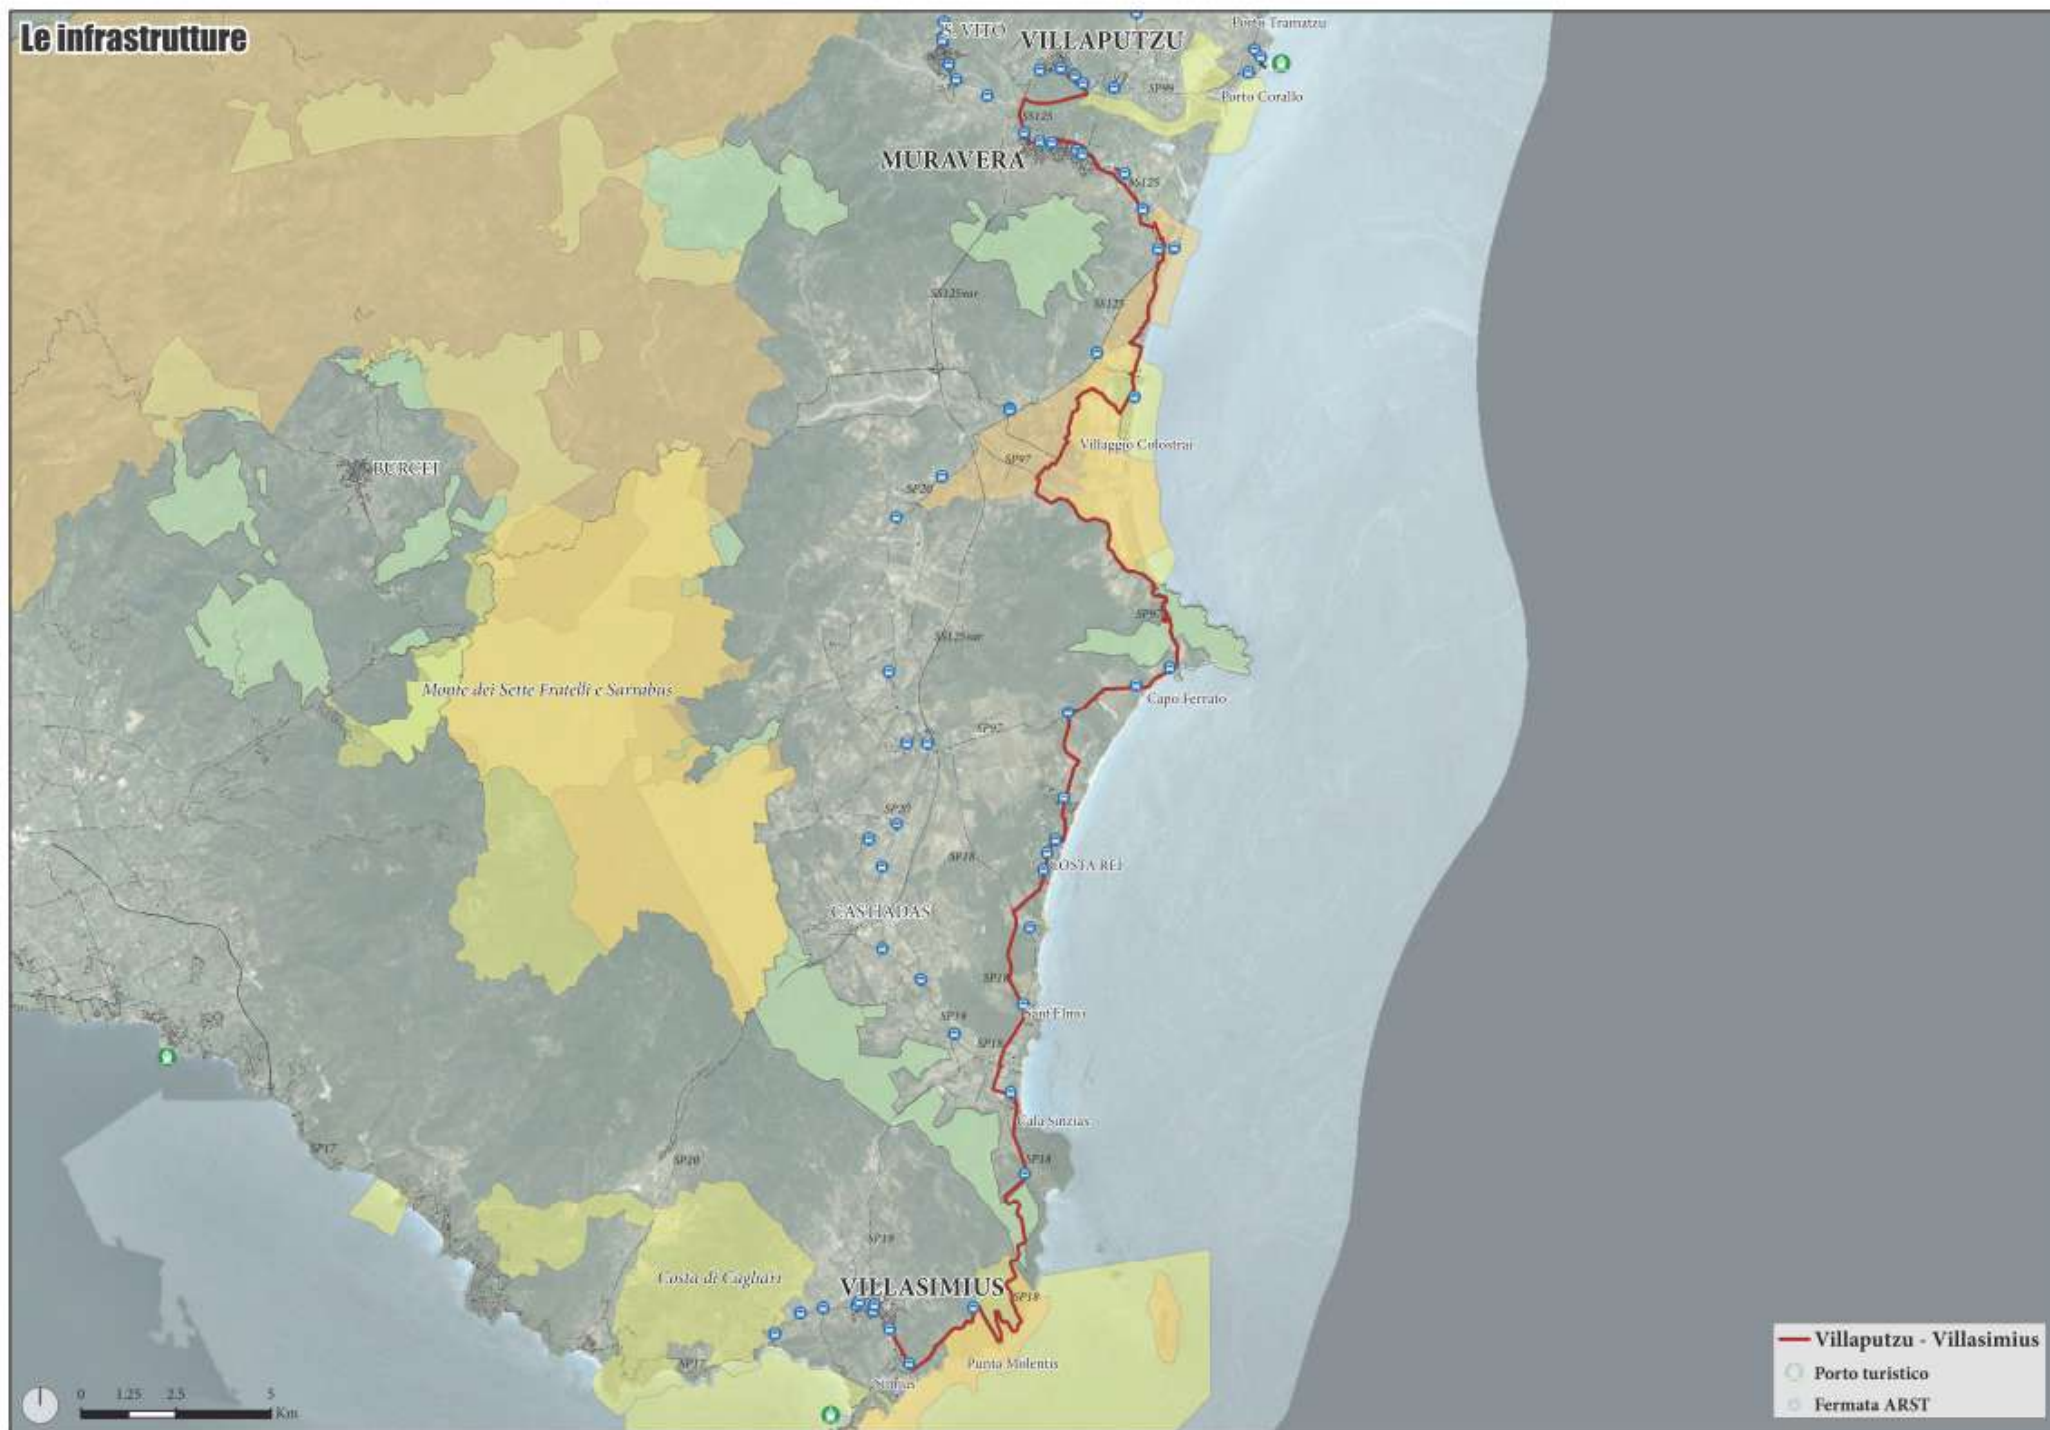 Le infrastrutture
Porto Tramatzu
S. VITO
VILLAPUTZU
SP99
Porto Corallo
SS125
MURAVERA
SS125
SS125var
SS125
Villaggio Colostrai
BURCEI
SP97
SP20
SP97
SS125var
Monte dei Sette Fratelli e Sarrabus
Capo Ferrato
SP97
SP20
SP18
COSTA REI
CASTIADAS
SP18
Sant'Elmo
SP19
SP18
Cala Sinzias
SP17
SP20
SP18
SP19
Costa di Cagliari
VILLASIMIUS
SP18
SP17
Punta Molentis
Simius
Villaputzu - Villasimius
Porto turistico
Fermata ARST
0 1.25 2.5 5
Km